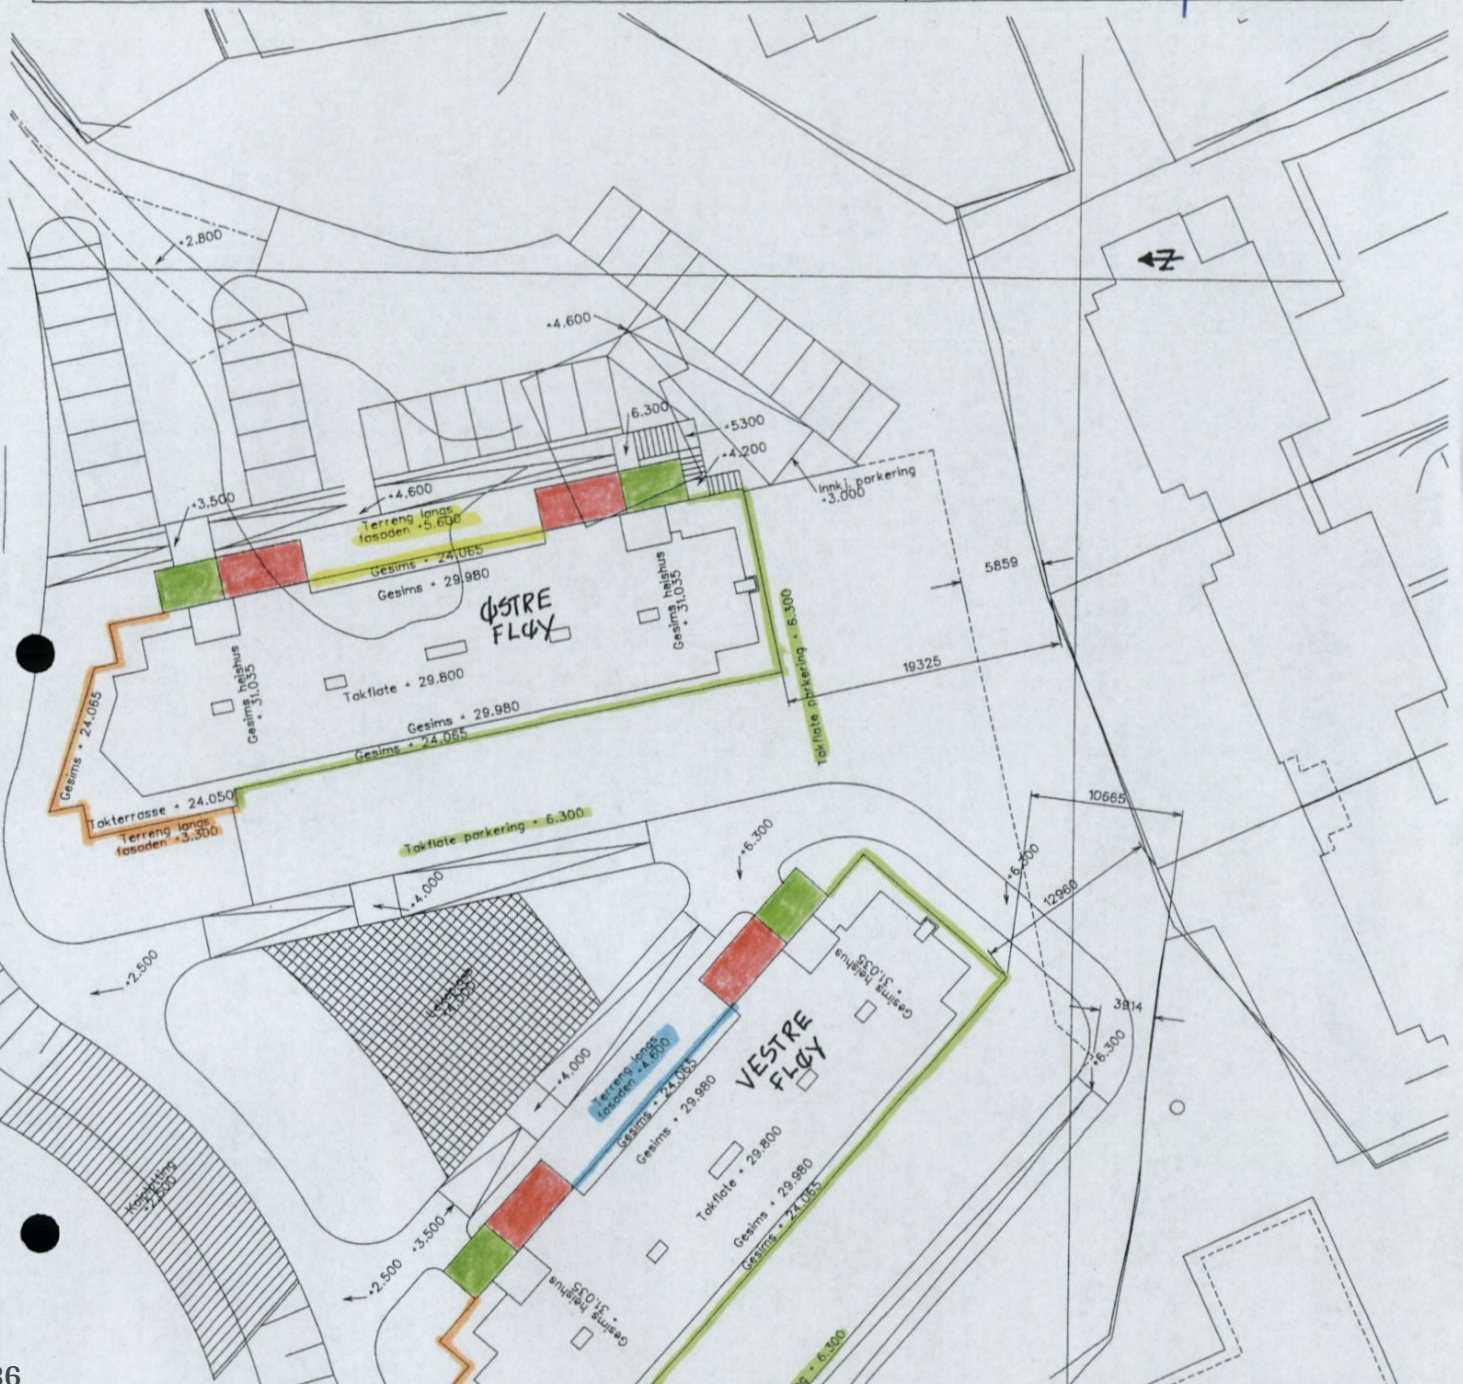 +2.800
N
+4.600
6.300
+5300
+4.200
Innkj. parkering
+3.000
+3.500
+4.600
Terreng langs
fasaden +5.600
Gesims + 24.065
Gesims + 29.980
ØSTRE
FLØY
Gesims heishus
+ 31.035
Gesims heishus
+ 31.035
5859
19325
Takflate parkering + 6.300
Takflate + 29.800
Gesims + 29.980
Gesims + 24.065
Gesims + 24.065
Takterrasse + 24.050
Terreng langs
fasaden +3.300
Takflate parkering + 6.300
10665
+6.300
+6.300
12960
+4.000
+2.500
Gesims heishus
+ 31.035
3914
+6.300
VESTRE
FLØY
Terreng langs
fasaden +4.600
+4.000
Gesims + 24.065
Gesims + 29.980
Takflate + 29.800
Gesims + 29.980
Gesims + 24.065
+2.500
+3.500
+2.500
Gesims heishus
+ 31.035
+ 6.300
36